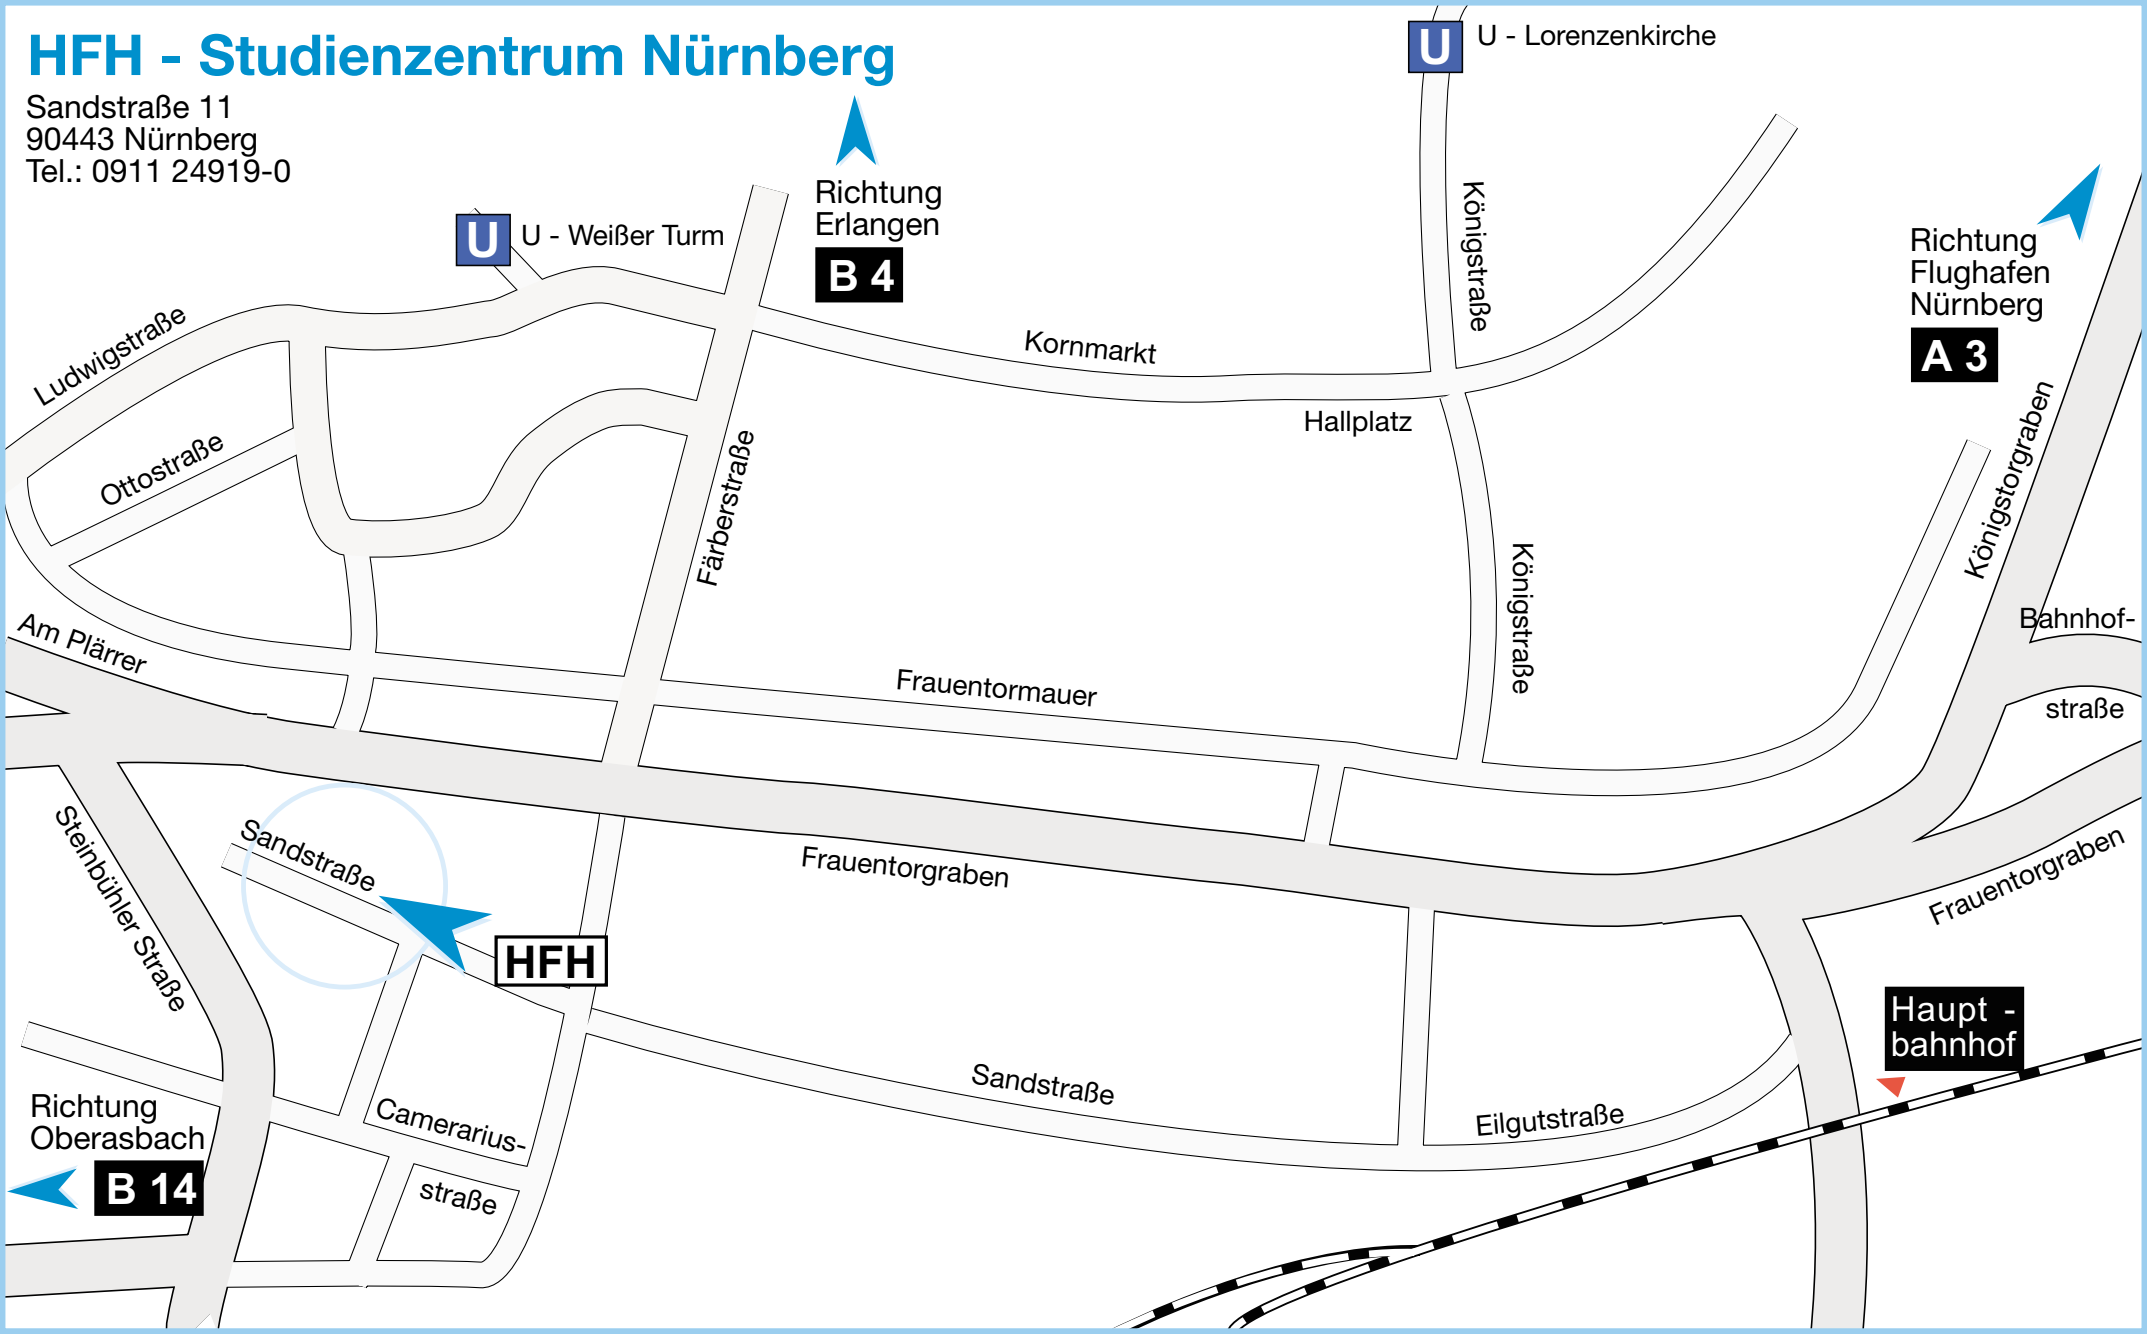 HFH - Studienzentrum Nürnberg
Sandstraße 11
90443 Nürnberg
Tel.: 0911 24919-0
U
U - Lorenzenkirche
Richtung
Erlangen
B 4
U
U - Weißer Turm
Richtung
Flughafen
Nürnberg
A 3
Königstraße
Ludwigstraße
Kornmarkt
Hallplatz
Ottostraße
Färberstraße
Königstorgraben
Königstraße
Bahnhof-
straße
Am Plärrer
Frauentormauer
Steinbühler Straße
Sandstraße
Frauentorgraben
Frauentorgraben
HFH
Haupt -
bahnhof
Sandstraße
Eilgutstraße
Richtung
Oberasbach
B 14
Camerarius-
straße